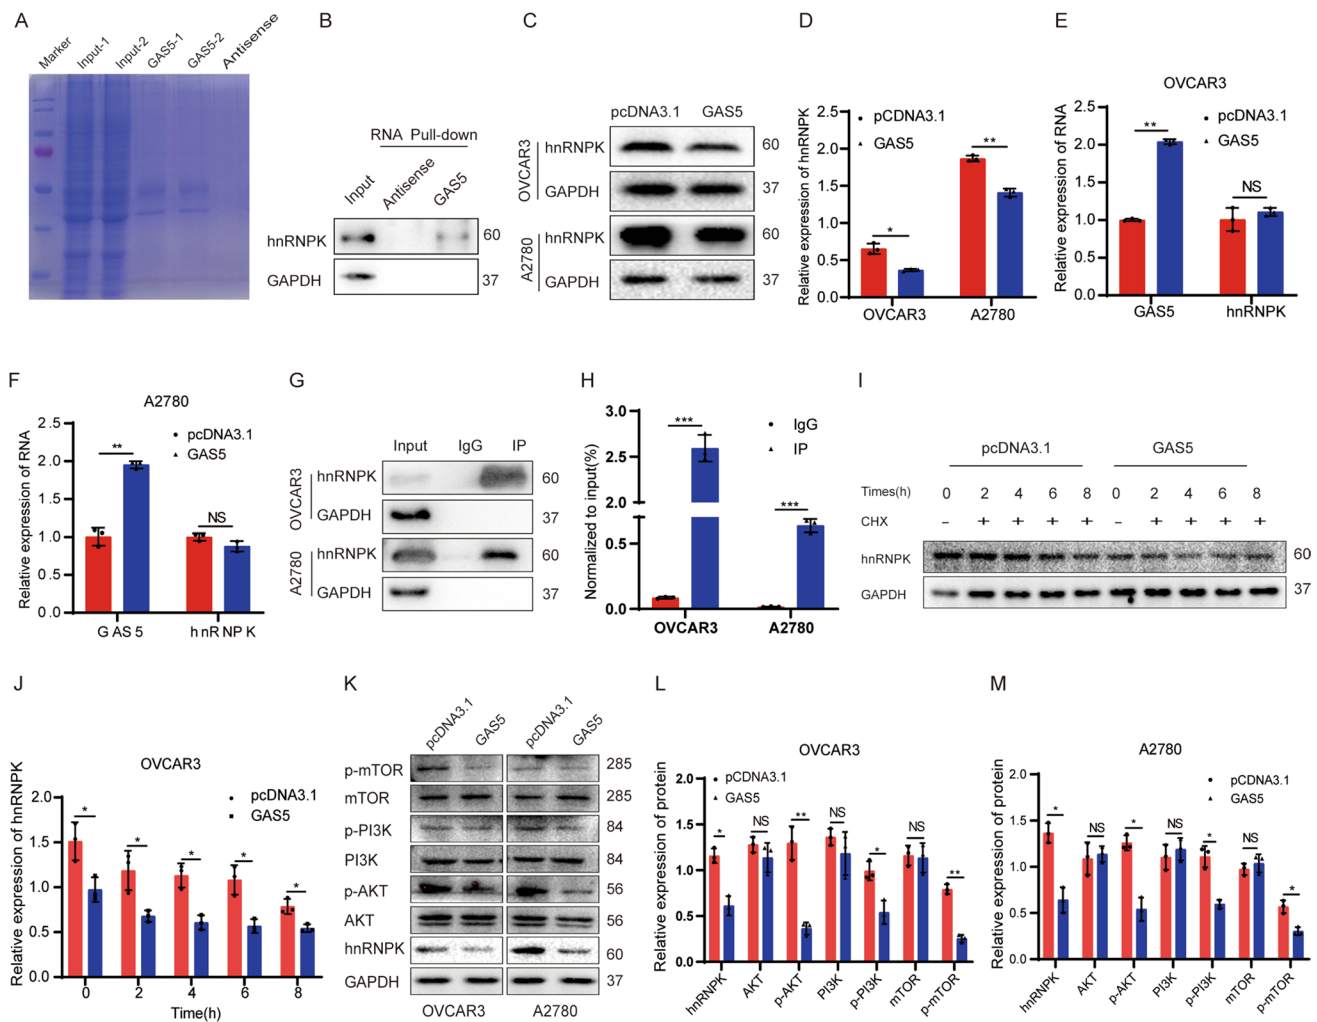 A
Marker
Input-1
Input-2
GAS5-1
GAS5-2
Antisense
B
RNA Pull-down
Input
Antisense
GAS5
hnRNPK
60
GAPDH
37
C
pcDNA3.1 GAS5
OVCAR3
hnRNPK
60
GAPDH
37
A2780
hnRNPK
60
GAPDH
37
D
Relative expression of hnRNPK
2.5
2.0
1.5
1.0
0.5
0.0
pCDNA3.1
GAS5
*
**
OVCAR3 A2780
E
OVCAR3
Relative expression of RNA
2.5
2.0
1.5
1.0
0.5
0.0
pcDNA3.1
GAS5
**
NS
GAS5 hnRNPK
F
A2780
Relative expression of RNA
2.5
2.0
1.5
1.0
0.5
0.0
pcDNA3.1
GAS5
**
NS
GAS5 hnRNPK
G
Input IgG IP
OVCAR3
hnRNPK
60
GAPDH
37
A2780
hnRNPK
60
GAPDH
37
H
Normalized to input(%)
3.0
2.5
2.0
0.5
0.0
IgG
IP
***
***
OVCAR3 A2780
I
pcDNA3.1 GAS5
Times(h) 0 2 4 6 8 0 2 4 6 8
CHX − + + + + − + + + +
hnRNPK 60
GAPDH 37
J
OVCAR3
Relative expression of hnRNPK
2.0
1.5
1.0
0.5
0.0
pcDNA3.1
GAS5
*
*
*
*
*
0 2 4 6 8
Time(h)
K
pcDNA3.1
GAS5
pcDNA3.1
GAS5
p-mTOR 285
mTOR 285
p-PI3K 84
PI3K 84
p-AKT 56
AKT 56
hnRNPK 60
GAPDH 37
OVCAR3 A2780
L
OVCAR3
Relative expression of protein
2.0
1.5
1.0
0.5
0.0
pCDNA3.1
GAS5
*
NS
**
NS
*
NS
**
hnRNPK
AKT
p-AKT
PI3K
p-PI3K
mTOR
p-mTOR
M
A2780
Relative expression of protein
2.0
1.5
1.0
0.5
0.0
pCDNA3.1
GAS5
*
NS
*
NS
*
NS
*
hnRNPK
AKT
p-AKT
PI3K
p-PI3K
mTOR
p-mTOR